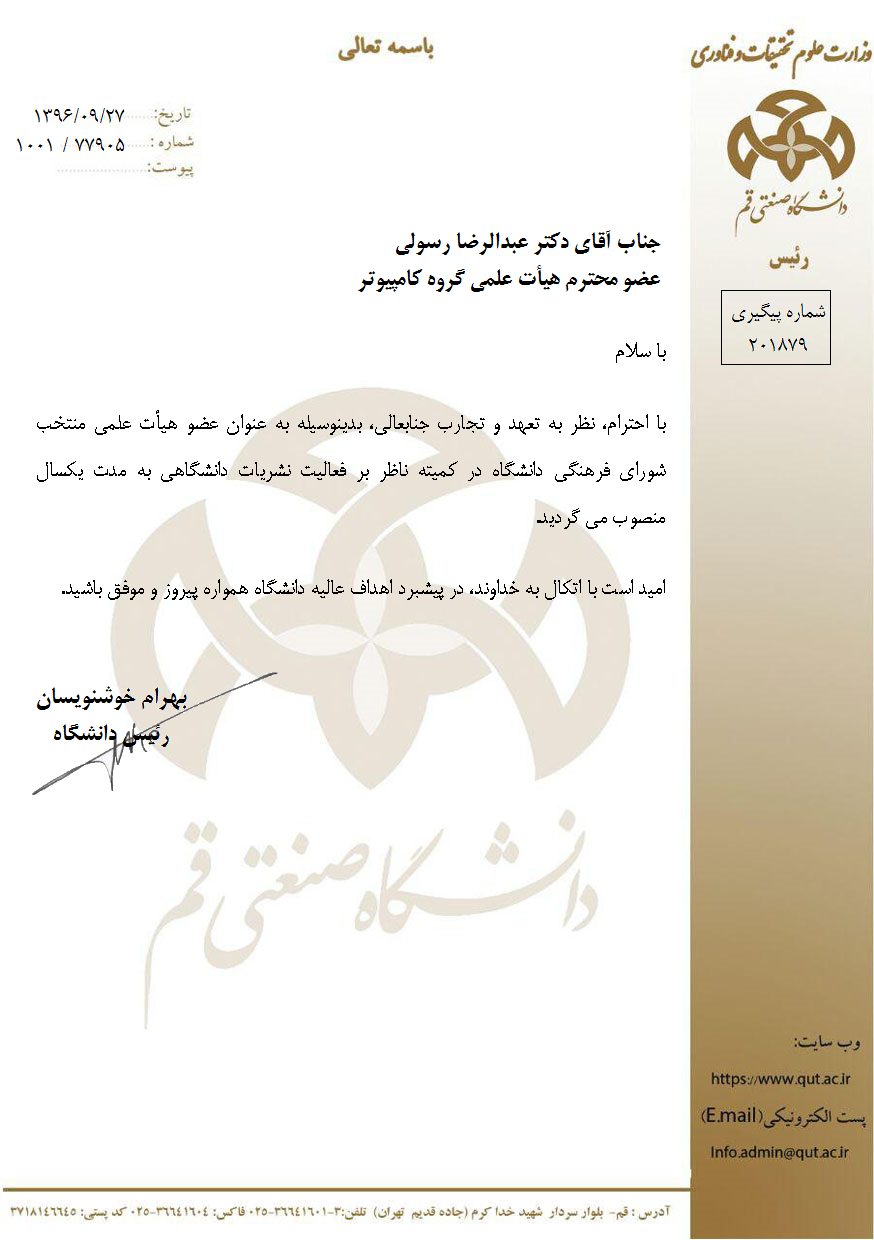 باسمه تعالی
وزارت علوم تحقیقات و فناوری
دانشگاه صنعتی قم
رئیس
شماره پیگیری
۲۰۱۸۷۹
تاریخ:......۱۳۹۶/۰۹/۲۷
شماره:.....۷۷۹۰۵ / ۱۰۰۱
پیوست:......................
جناب آقای دکتر عبدالرضا رسولی
عضو محترم هیأت علمی گروه کامپیوتر
با سلام
با احترام، نظر به تعهد و تجارب جنابعالی، بدینوسیله به عنوان عضو هیأت علمی منتخب
شورای فرهنگی دانشگاه در کمیته ناظر بر فعالیت نشریات دانشگاهی به مدت یکسال
منصوب می گردید.
امید است با اتکال به خداوند، در پیشبرد اهداف عالیه دانشگاه همواره پیروز و موفق باشید.
بهرام خوشنویسان
رئیس دانشگاه
دانشگاه صنعتی قم
وب سایت:
https://www.qut.ac.ir
پست الکترونیکی(E.mail)
Info.admin@qut.ac.ir
آدرس : قم- بلوار سردار شهید خدا کرم (جاده قدیم تهران) تلفن:۳-۳۶۶۴۱۶۰۱-۰۲۵ فاکس: ۳۶۶۴۱۶۰۴-۰۲۵ کد پستی: ۳۷۱۸۱۴۶۶۴۵